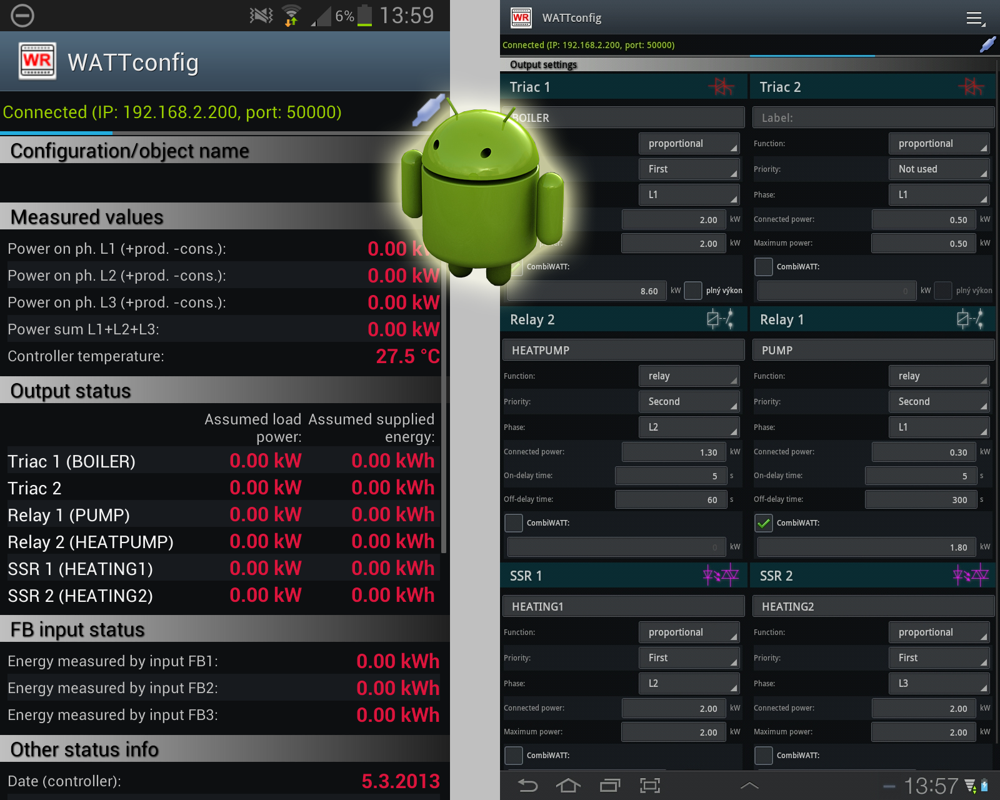 6% 13:59
WR WATTconfig
Connected (IP: 192.168.2.200, port: 50000)
Configuration/object name
Measured values
Power on ph. L1 (+prod. -cons.): 0.00
Power on ph. L2 (+prod. -cons.): 0.00 kW
Power on ph. L3 (+prod. -cons.): 0.00 kW
Power sum L1+L2+L3: 0.00 kW
Controller temperature: 27.5 °C
Output status
Assumed load power: Assumed supplied energy:
Triac 1 (BOILER) 0.00 kW 0.00 kWh
Triac 2 0.00 kW 0.00 kWh
Relay 1 (PUMP) 0.00 kW 0.00 kWh
Relay 2 (HEATPUMP) 0.00 kW 0.00 kWh
SSR 1 (HEATING1) 0.00 kW 0.00 kWh
SSR 2 (HEATING2) 0.00 kW 0.00 kWh
FB input status
Energy measured by input FB1: 0.00 kWh
Energy measured by input FB2: 0.00 kWh
Energy measured by input FB3: 0.00 kWh
Other status info
Date (controller): 5.3.2013
WR WATTconfig
Connected (IP: 192.168.2.200, port: 50000)
Output settings
Triac 1
BOILER
proportional
First
L1
2.00 kW
2.00 kW
CombiWATT:
8.60 kW plný výkon
Triac 2
Label:
Function: proportional
Priority: Not used
Phase: L1
Connected power: 0.50 kW
Maximum power: 0.50 kW
CombiWATT:
0 kW plný výkon
Relay 2
HEATPUMP
Function: relay
Priority: Second
Phase: L2
Connected power: 1.30 kW
On-delay time: 5 s
Off-delay time: 60 s
CombiWATT:
0 kW
Relay 1
PUMP
Function: relay
Priority: Second
Phase: L1
Connected power: 0.30 kW
On-delay time: 5 s
Off-delay time: 300 s
CombiWATT:
1.80 kW
SSR 1
HEATING1
Function: proportional
Priority: First
Phase: L2
Connected power: 2.00 kW
Maximum power: 2.00 kW
CombiWATT:
SSR 2
HEATING2
Function: proportional
Priority: First
Phase: L3
Connected power: 2.00 kW
Maximum power: 2.00 kW
CombiWATT:
13:57